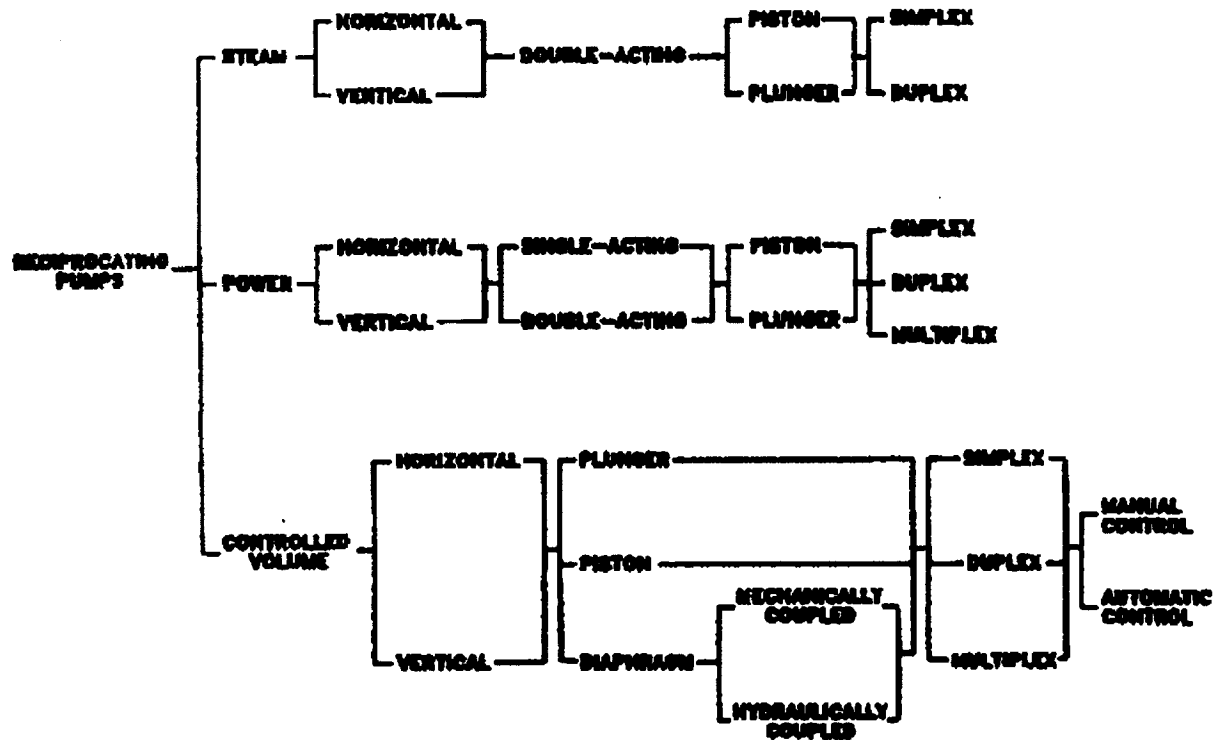 HORIZONTAL
PISTON
SIMPLEX
STEAM
DOUBLE-ACTING
VERTICAL
PLUNGER
DUPLEX
RECIPROCATING
PUMPS
HORIZONTAL
SINGLE-ACTING
PISTON
SIMPLEX
POWER
DUPLEX
VERTICAL
DOUBLE-ACTING
PLUNGER
MULTIPLEX
CONTROLLED
VOLUME
HORIZONTAL
PLUNGER
SIMPLEX
MANUAL
CONTROL
PISTON
DUPLEX
MECHANICALLY
COUPLED
AUTOMATIC
CONTROL
VERTICAL
DIAPHRAGM
MULTIPLEX
HYDRAULICALLY
COUPLED